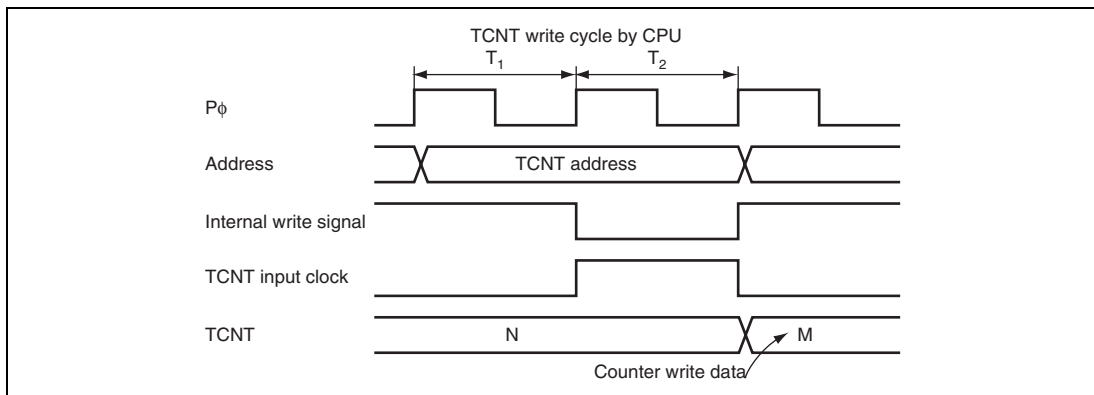 TCNT write cycle by CPU
T1 T2
Pϕ
Address TCNT address
Internal write signal
TCNT input clock
TCNT N M
Counter write data